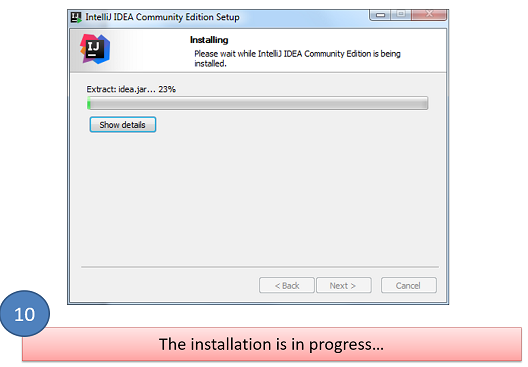 IntelliJ IDEA Community Edition Setup
IJ
Installing
Please wait while IntelliJ IDEA Community Edition is being
installed.
Extract: idea.jar... 23%
Show details
< Back
Next >
Cancel
10
The installation is in progress...